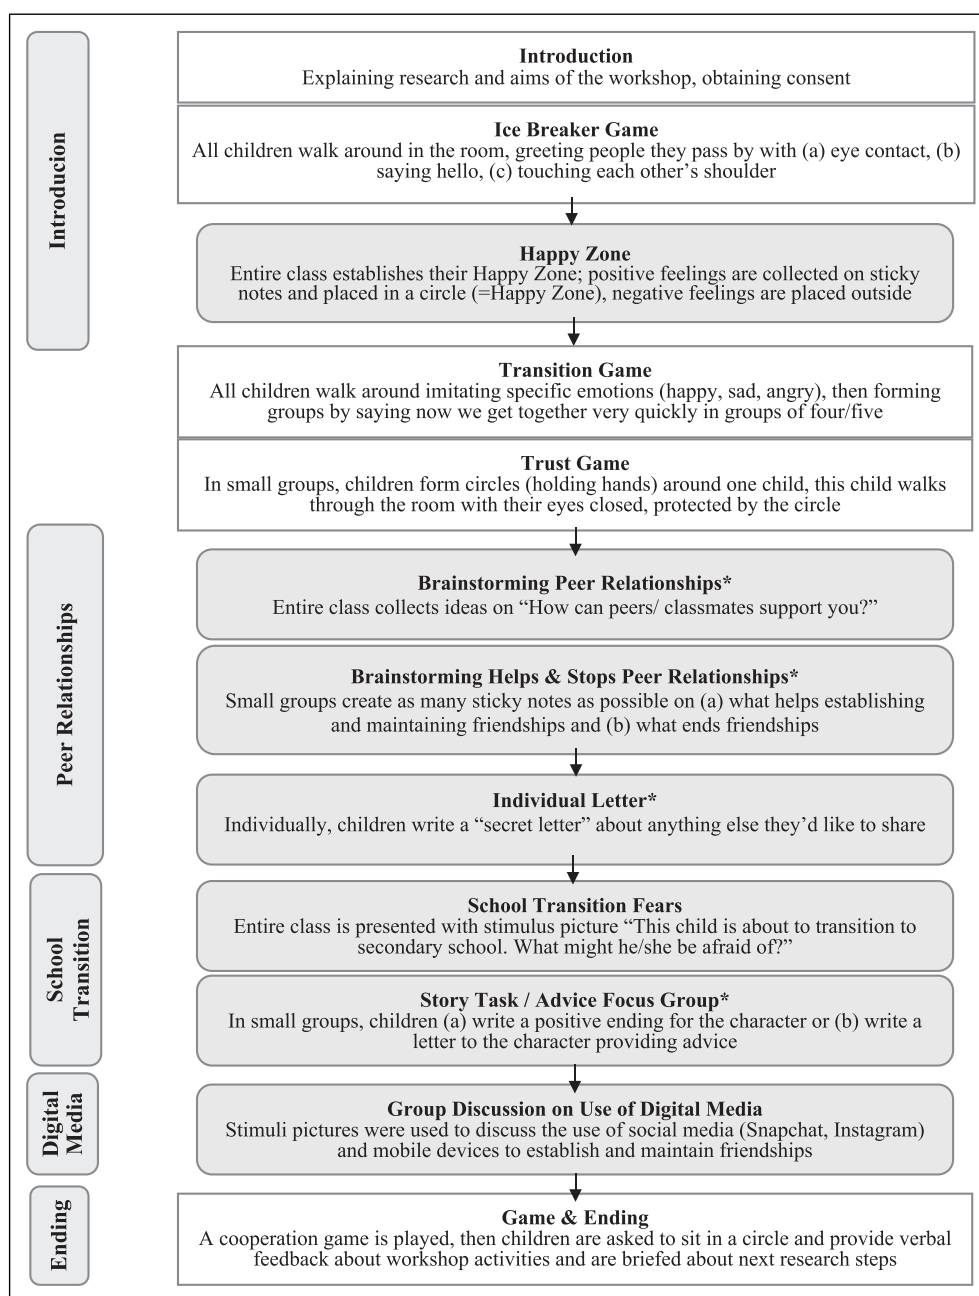 Introducion
Introduction
Explaining research and aims of the workshop, obtaining consent
Ice Breaker Game
All children walk around in the room, greeting people they pass by with (a) eye contact, (b)
saying hello, (c) touching each other’s shoulder
Happy Zone
Entire class establishes their Happy Zone; positive feelings are collected on sticky
notes and placed in a circle (=Happy Zone), negative feelings are placed outside
Transition Game
All children walk around imitating specific emotions (happy, sad, angry), then forming
groups by saying now we get together very quickly in groups of four/five
Trust Game
In small groups, children form circles (holding hands) around one child, this child walks
through the room with their eyes closed, protected by the circle
Peer Relationships
Brainstorming Peer Relationships*
Entire class collects ideas on “How can peers/ classmates support you?”
Brainstorming Helps & Stops Peer Relationships*
Small groups create as many sticky notes as possible on (a) what helps establishing
and maintaining friendships and (b) what ends friendships
Individual Letter*
Individually, children write a “secret letter” about anything else they’d like to share
School
Transition
School Transition Fears
Entire class is presented with stimulus picture “This child is about to transition to
secondary school. What might he/she be afraid of?”
Story Task / Advice Focus Group*
In small groups, children (a) write a positive ending for the character or (b) write a
letter to the character providing advice
Digital
Media
Group Discussion on Use of Digital Media
Stimuli pictures were used to discuss the use of social media (Snapchat, Instagram)
and mobile devices to establish and maintain friendships
Ending
Game & Ending
A cooperation game is played, then children are asked to sit in a circle and provide verbal
feedback about workshop activities and are briefed about next research steps